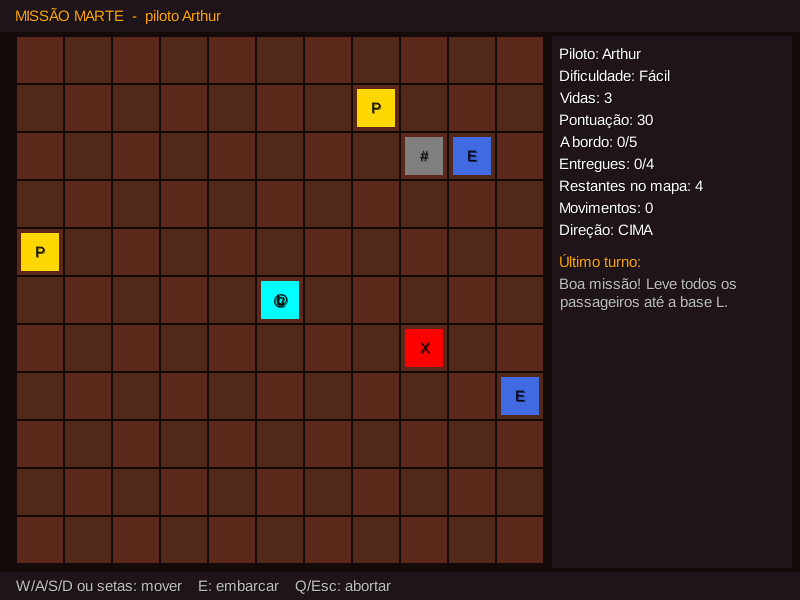 MISSÃO MARTE - piloto Arthur
P
# E
P
X
E
Piloto: Arthur
Dificuldade: Fácil
Vidas: 3
Pontuação: 30
A bordo: 0/5
Entregues: 0/4
Restantes no mapa: 4
Movimentos: 0
Direção: CIMA
Último turno:
Boa missão! Leve todos os
passageiros até a base L.
W/A/S/D ou setas: mover E: embarcar Q/Esc: abortar